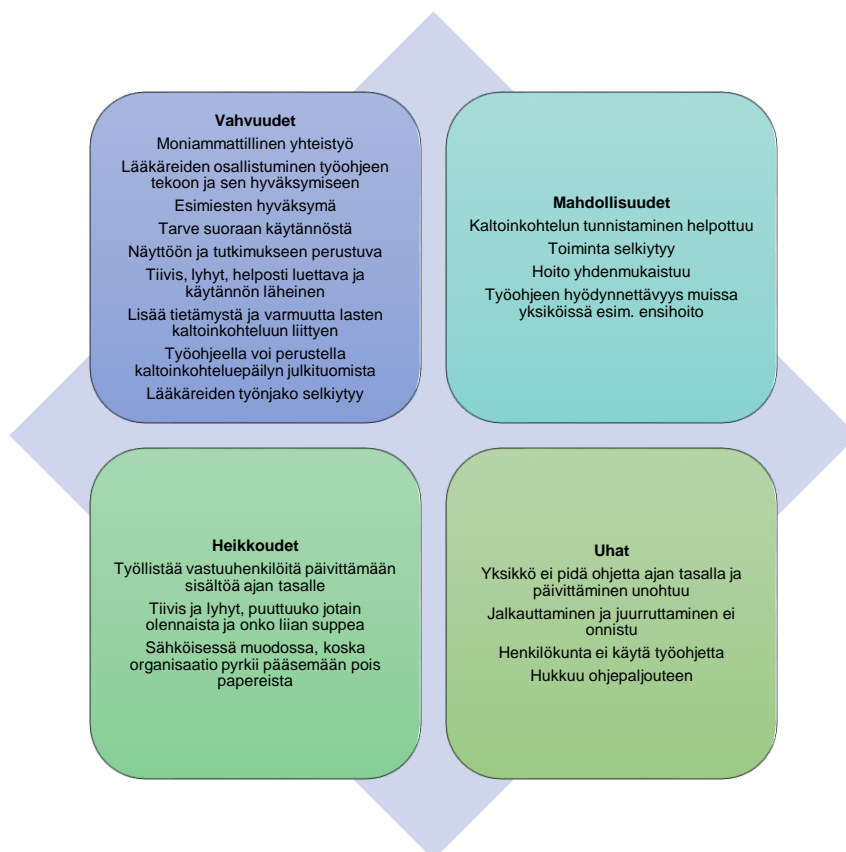 Vahvuudet
Moniammattillinen yhteistyö
Lääkäreiden osallistuminen työohjeen
tekoon ja sen hyväksymiseen
Esimiesten hyväksymä
Tarve suoraan käytännöstä
Näyttöön ja tutkimukseen perustuva
Tiivis, lyhyt, helposti luettava ja
käytännön läheinen
Lisää tietämystä ja varmuutta lasten
kaltoinkohteluun liittyen
Työohjeella voi perustella
kaltoinkohteluepäilyn julkituomista
Lääkäreiden työnjako selkiytyy
Mahdollisuudet
Kaltoinkohtelun tunnistaminen helpottuu
Toiminta selkiytyy
Hoito yhdenmukaistuu
Työohjeen hyödynnettävyys muissa
yksiköissä esim. ensihoito
Heikkoudet
Työllistää vastuuhenkilöitä päivittämään
sisältöä ajan tasalle
Tiivis ja lyhyt, puuttuuko jotain
olennaista ja onko liian suppea
Sähköisessä muodossa, koska
organisaatio pyrkii pääsemään pois
papereista
Uhat
Yksikkö ei pidä ohjetta ajan tasalla ja
päivittäminen unohtuu
Jalkauttaminen ja juurruttaminen ei
onnistu
Henkilökunta ei käytä työohjetta
Hukkuu ohjepaljouteen